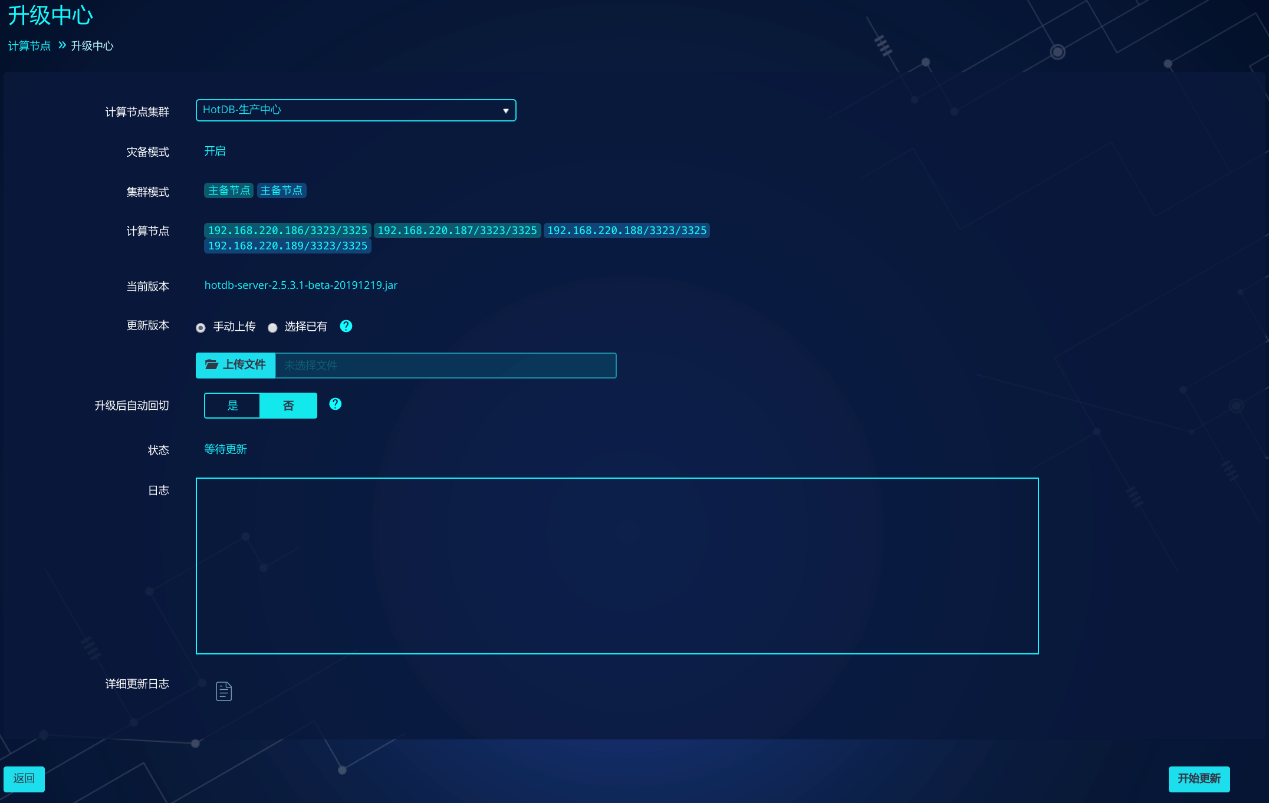 升级中心
计算节点 » 升级中心
计算节点集群 HotDB-生产中心
灾备模式 开启
集群模式 主备节点 主备节点
计算节点 192.168.220.186/3323/3325 192.168.220.187/3323/3325 192.168.220.188/3323/3325
192.168.220.189/3323/3325
当前版本 hotdb-server-2.5.3.1-beta-20191219.jar
更新版本 手动上传 选择已有 ?
上传文件 未选择文件
升级后自动回切 是 否 ?
状态 等待更新
日志
详细更新日志
返回 开始更新